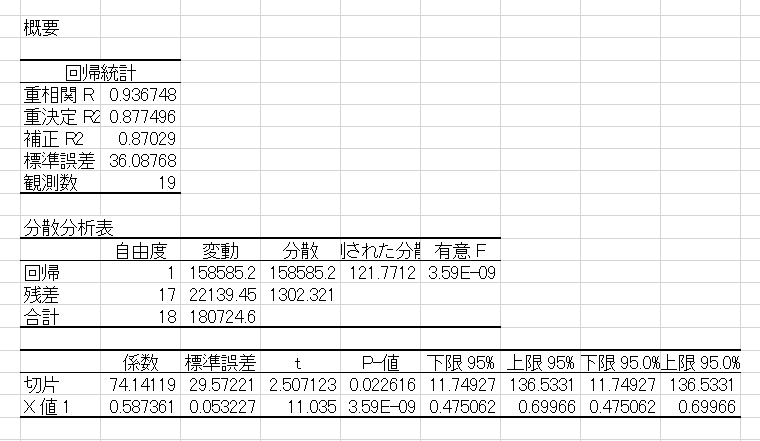 概要
回帰統計
重相関 R 0.936748
重決定 R2 0.877496
補正 R2 0.87029
標準誤差 36.08768
観測数 19
分散分析表
自由度 変動 分散 された分散 有意 F
回帰 1 158585.2 158585.2 121.7712 3.59E-09
残差 17 22139.45 1302.321
合計 18 180724.6
係数 標準誤差 t P-値 下限 95% 上限 95% 下限 95.0% 上限 95.0%
切片 74.14119 29.57221 2.507123 0.022616 11.74927 136.5331 11.74927 136.5331
X 値 1 0.587361 0.053227 11.035 3.59E-09 0.475062 0.69966 0.475062 0.69966